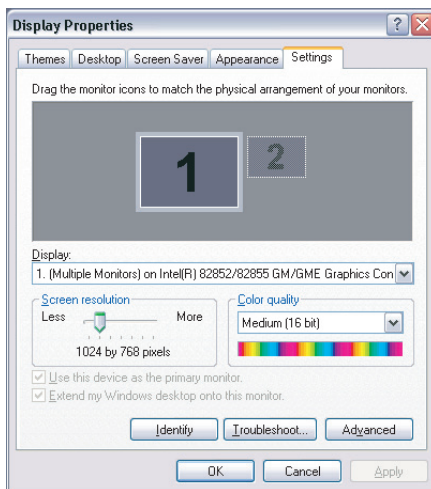 Display Properties
Themes Desktop Screen Saver Appearance Settings
Drag the monitor icons to match the physical arrangement of your monitors.
1 2
Display:
1. (Multiple Monitors) on Intel(R) 82852/82855 GM/GME Graphics Con
Screen resolution Color quality
Less More Medium (16 bit)
1024 by 768 pixels
Use this device as the primary monitor.
Extend my Windows desktop onto this monitor.
Identify Troubleshoot... Advanced
OK Cancel Apply